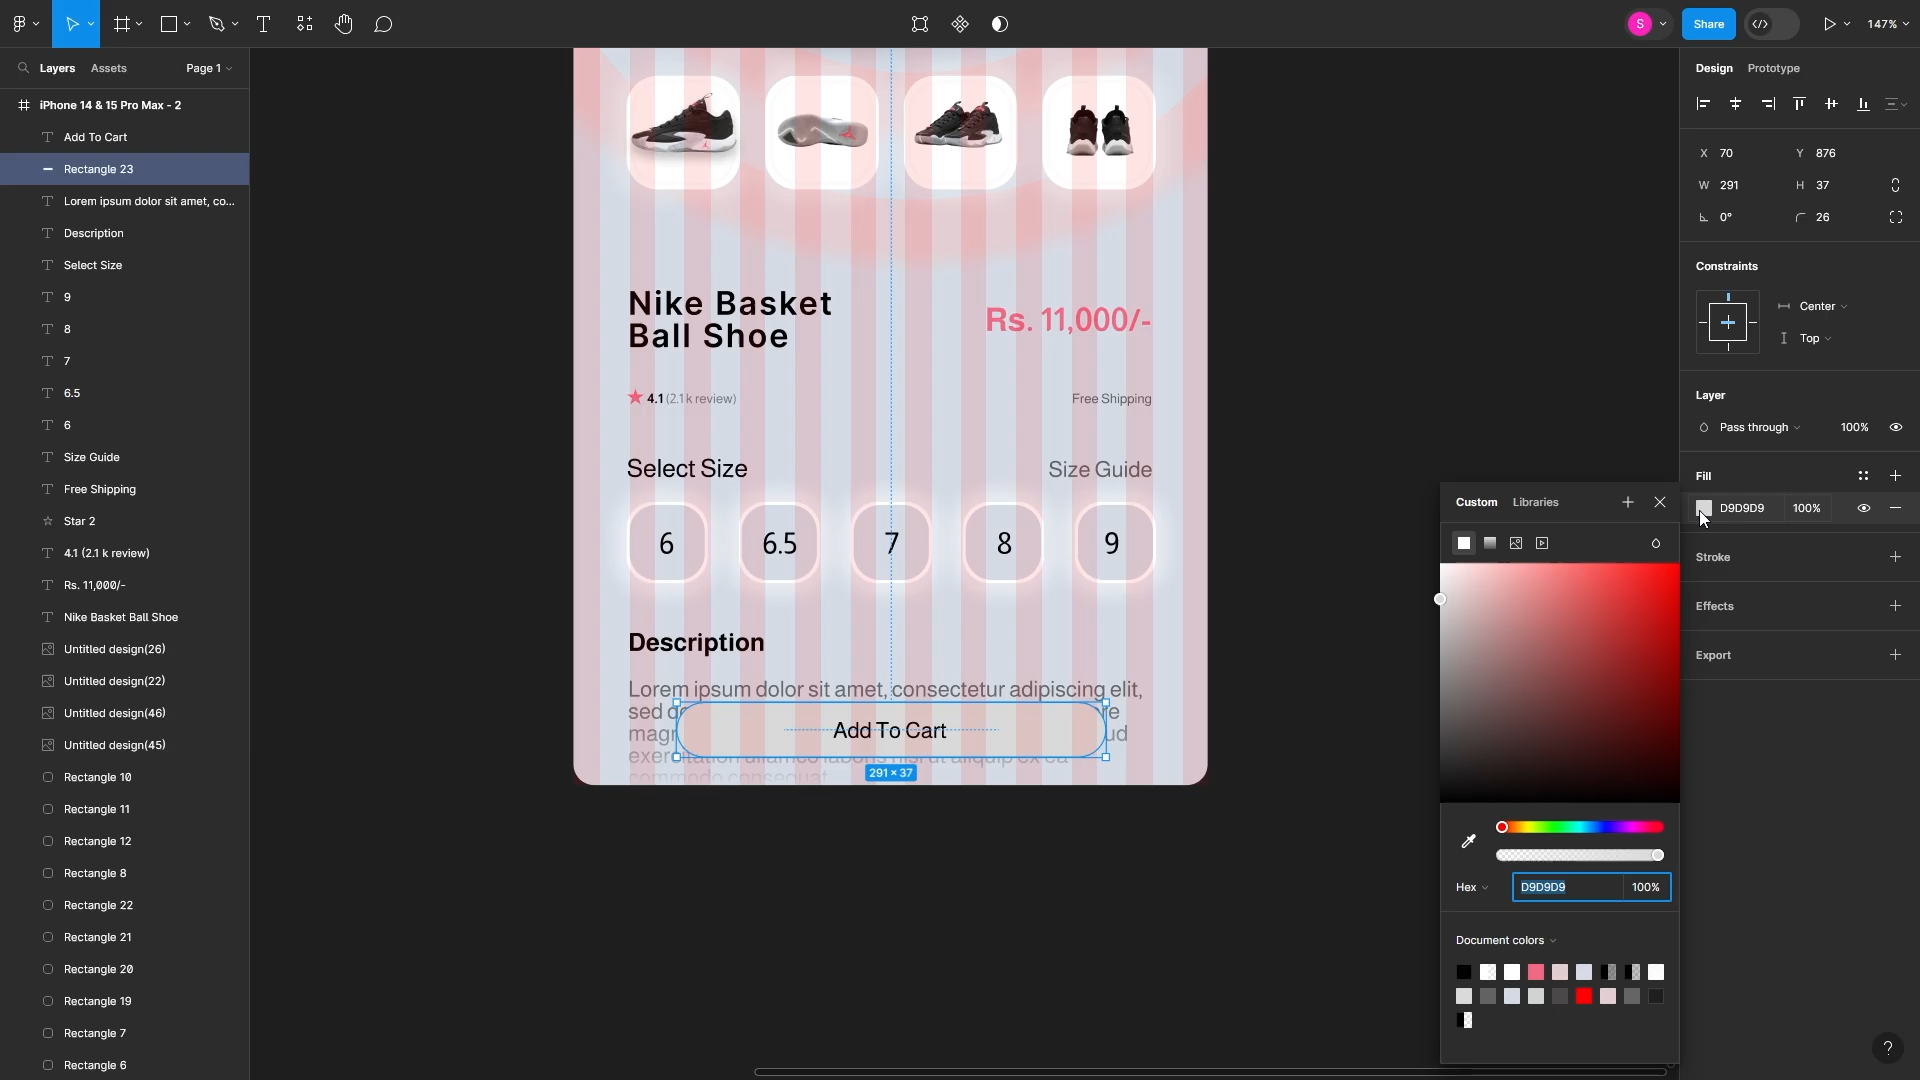 S
Share
147%
Layers
Assets
Page 1
iPhone 14 & 15 Pro Max - 2
Add To Cart
Rectangle 23
Lorem ipsum dolor sit amet, co...
Description
Select Size
9
8
7
6.5
6
Size Guide
Free Shipping
Star 2
4.1 (2.1 k review)
Rs. 11,000/-
Nike Basket Ball Shoe
Untitled design(26)
Untitled design(22)
Untitled design(46)
Untitled design(45)
Rectangle 10
Rectangle 11
Rectangle 12
Rectangle 8
Rectangle 22
Rectangle 21
Rectangle 20
Rectangle 19
Rectangle 7
Rectangle 6
Nike Basket
Ball Shoe
Rs. 11,000/-
4.1 (2.1 k review)
Free Shipping
Select Size
Size Guide
6
6.5
7
8
9
Description
Lorem ipsum dolor sit amet, consectetur adipiscing elit,
sed
Add To Cart
291 × 37
commodo consequat
Custom
Libraries
Hex
D9D9D9
100%
Document colors
Design
Prototype
X 70
Y 876
W 291
H 37
0°
26
Constraints
Center
Top
Layer
Pass through
100%
Fill
D9D9D9
100%
Stroke
Effects
Export
?